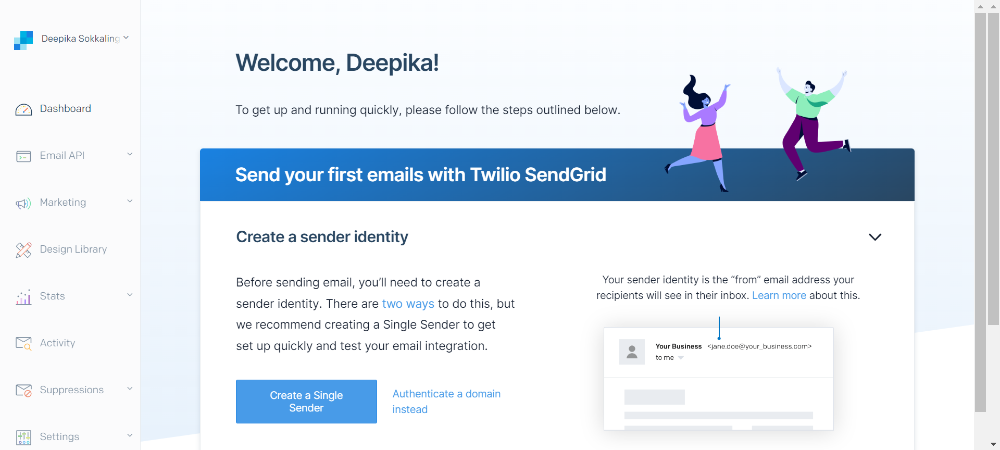 Deepika Sokkaling
Dashboard
Email API
Marketing
Design Library
Stats
Activity
Suppressions
Settings
Welcome, Deepika!
To get up and running quickly, please follow the steps outlined below.
Send your first emails with Twilio SendGrid
Create a sender identity
Before sending email, you’ll need to create a
sender identity. There are two ways to do this, but
we recommend creating a Single Sender to get
set up quickly and test your email integration.
Create a Single
Sender
Authenticate a domain
instead
Your sender identity is the “from” email address your
recipients will see in their inbox. Learn more about this.
Your Business <jane.doe@your_business.com>
to me